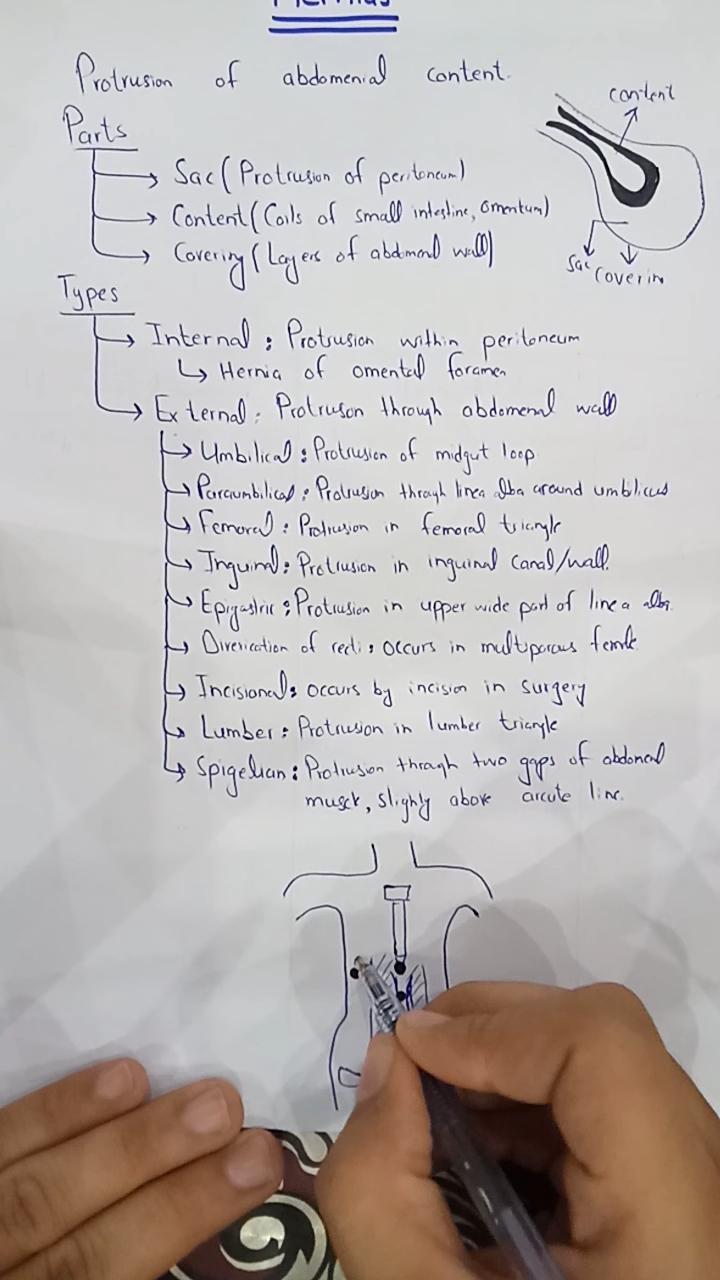 Protrusion of abdomenial content.
content
Parts
Sac (Protrusion of peritoneum)
Content (Coils of small intestine, Omentum)
Covering (Layers of abdomenal wall)
Sac
Coverin
Types
Internal : Protrusion within peritoneum
Hernia of omental foramen
External : Protruson through abdomenal wall
Umbilical : Protrusion of midgut loop
Paraumbilical : Protrusion through linea alba around umblicus
Femoral : Protrusion in femoral triangle
Inguinal : Protrusion in inguinal canal/wall.
Epigastric : Protrusion in upper wide part of linea alba.
Diverication of recti : occurs in multiparous female
Incisional : occurs by incision in surgery
Lumber : Protrusion in lumber triangle
Spigelian : Protrusion through two gaps of abdomenal
muscle, slighly above arcute line.